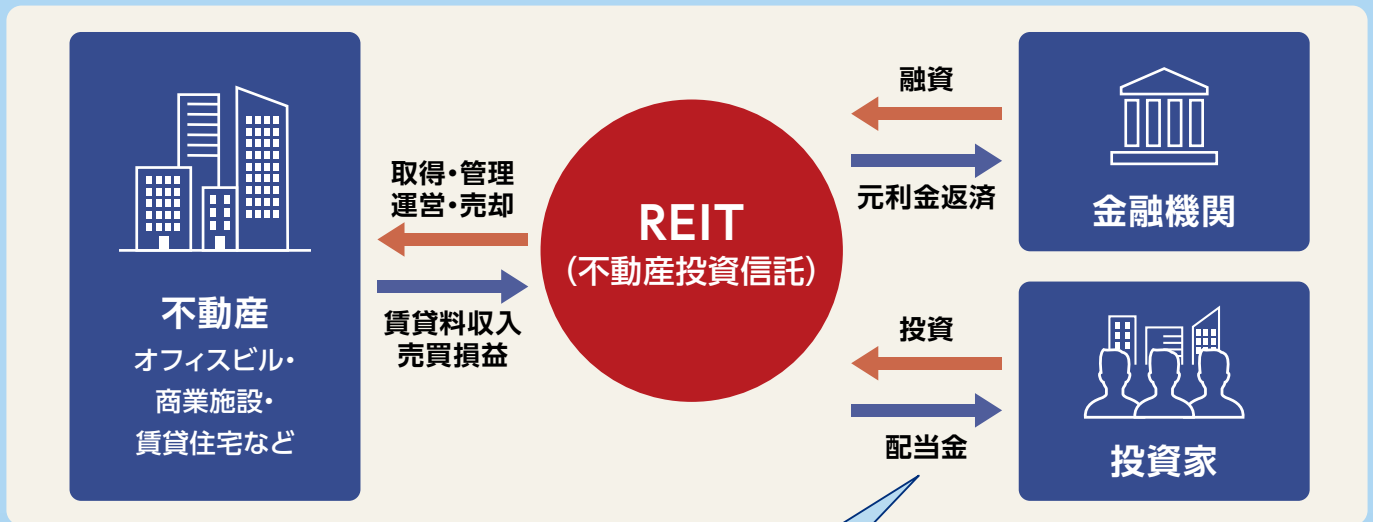 不動産
オフィスビル・
商業施設・
賃貸住宅など
取得・管理
運営・売却
賃貸料収入
売買損益
REIT
(不動産投資信託)
融資
元利金返済
金融機関
投資
配当金
投資家